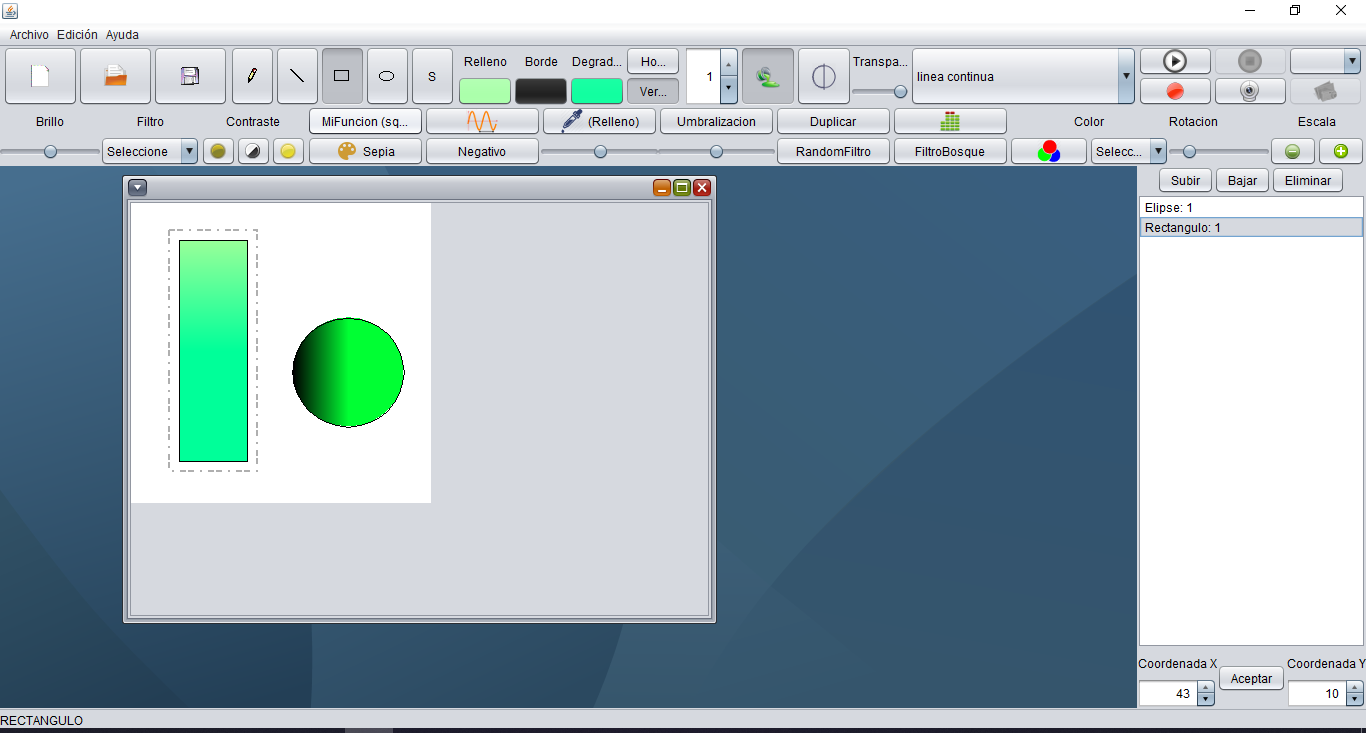 Archivo Edición Ayuda
Relleno Borde Degrad... Ho... Transpa...
S 1 linea continua
Ver...
Brillo Filtro Contraste MiFuncion (sq... (Relleno) Umbralizacion Duplicar Color Rotacion Escala
Seleccione Sepia Negativo RandomFiltro FiltroBosque Selecc...
Subir Bajar Eliminar
Elipse: 1
Rectangulo: 1
Coordenada X Coordenada Y
Aceptar
43 10
RECTANGULO